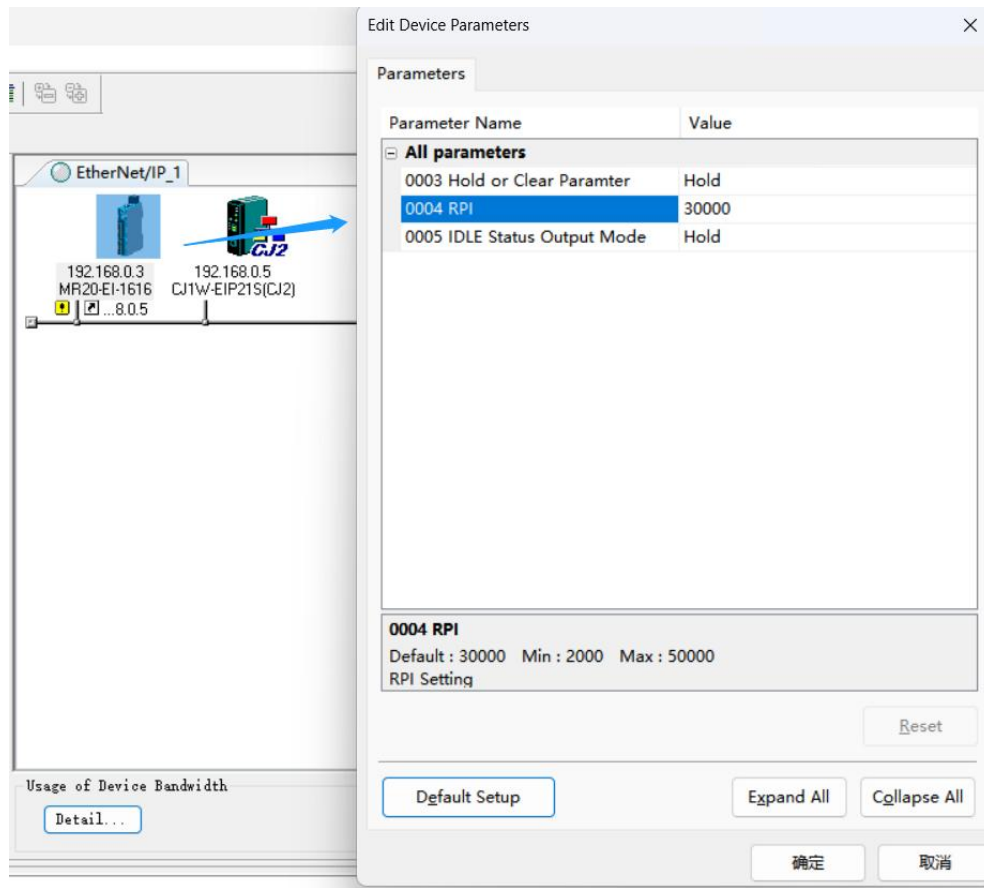 Edit Device Parameters
Parameters
Parameter Name Value
All parameters
0003 Hold or Clear Paramter Hold
0004 RPI 30000
0005 IDLE Status Output Mode Hold
EtherNet/IP_1
CJ2
192.168.0.3 192.168.0.5
MR20-EI-1616 CJ1W-EIP21S(CJ2)
...8.0.5
0004 RPI
Default : 30000 Min : 2000 Max : 50000
RPI Setting
Reset
Usage of Device Bandwidth
Detail...
Default Setup Expand All Collapse All
确定 取消